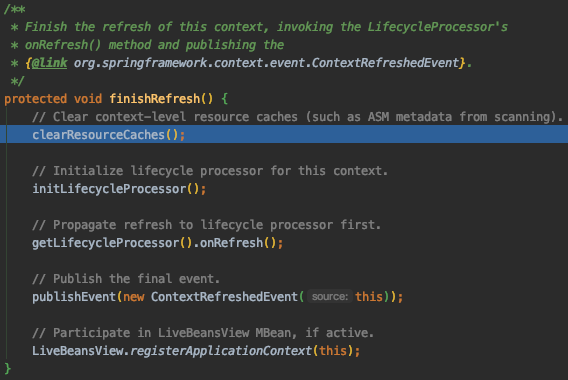 /**
 * Finish the refresh of this context, invoking the LifecycleProcessor's
 * onRefresh() method and publishing the
 * {@link org.springframework.context.event.ContextRefreshedEvent}.
 */
protected void finishRefresh() {
    // Clear context-level resource caches (such as ASM metadata from scanning).
    clearResourceCaches();

    // Initialize lifecycle processor for this context.
    initLifecycleProcessor();

    // Propagate refresh to lifecycle processor first.
    getLifecycleProcessor().onRefresh();

    // Publish the final event.
    publishEvent(new ContextRefreshedEvent( source: this));

    // Participate in LiveBeansView MBean, if active.
    LiveBeansView.registerApplicationContext(this);
}